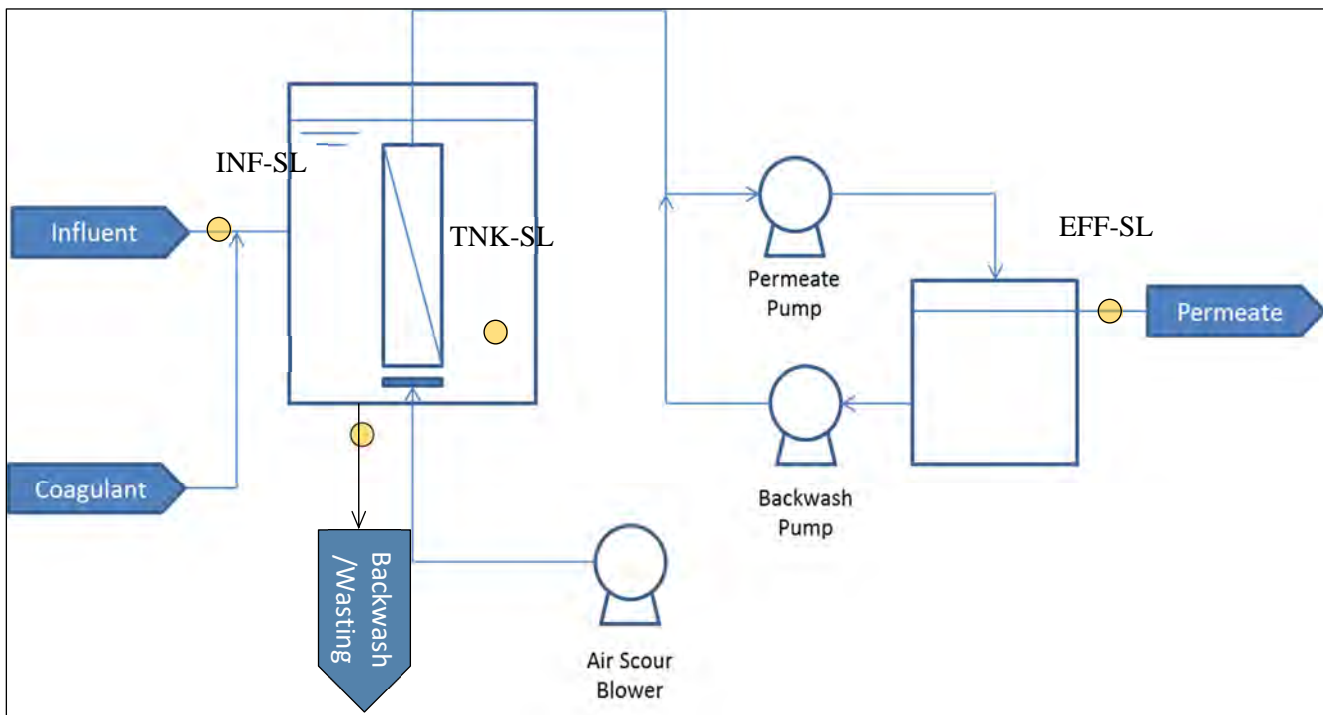 INF-SL
Influent
TNK-SL
EFF-SL
Permeate
Pump
Permeate
Coagulant
Backwash
Pump
Backwash
/Wasting
Air Scour
Blower